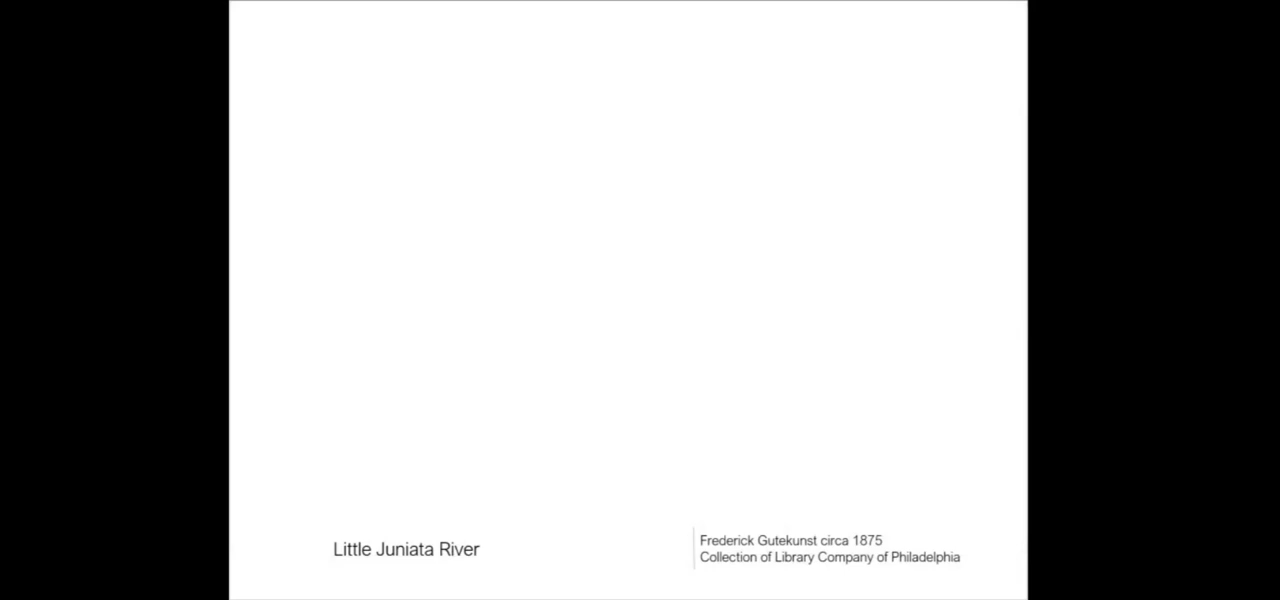 Little Juniata River
Frederick Gutekunst circa 1875
Collection of Library Company of Philadelphia